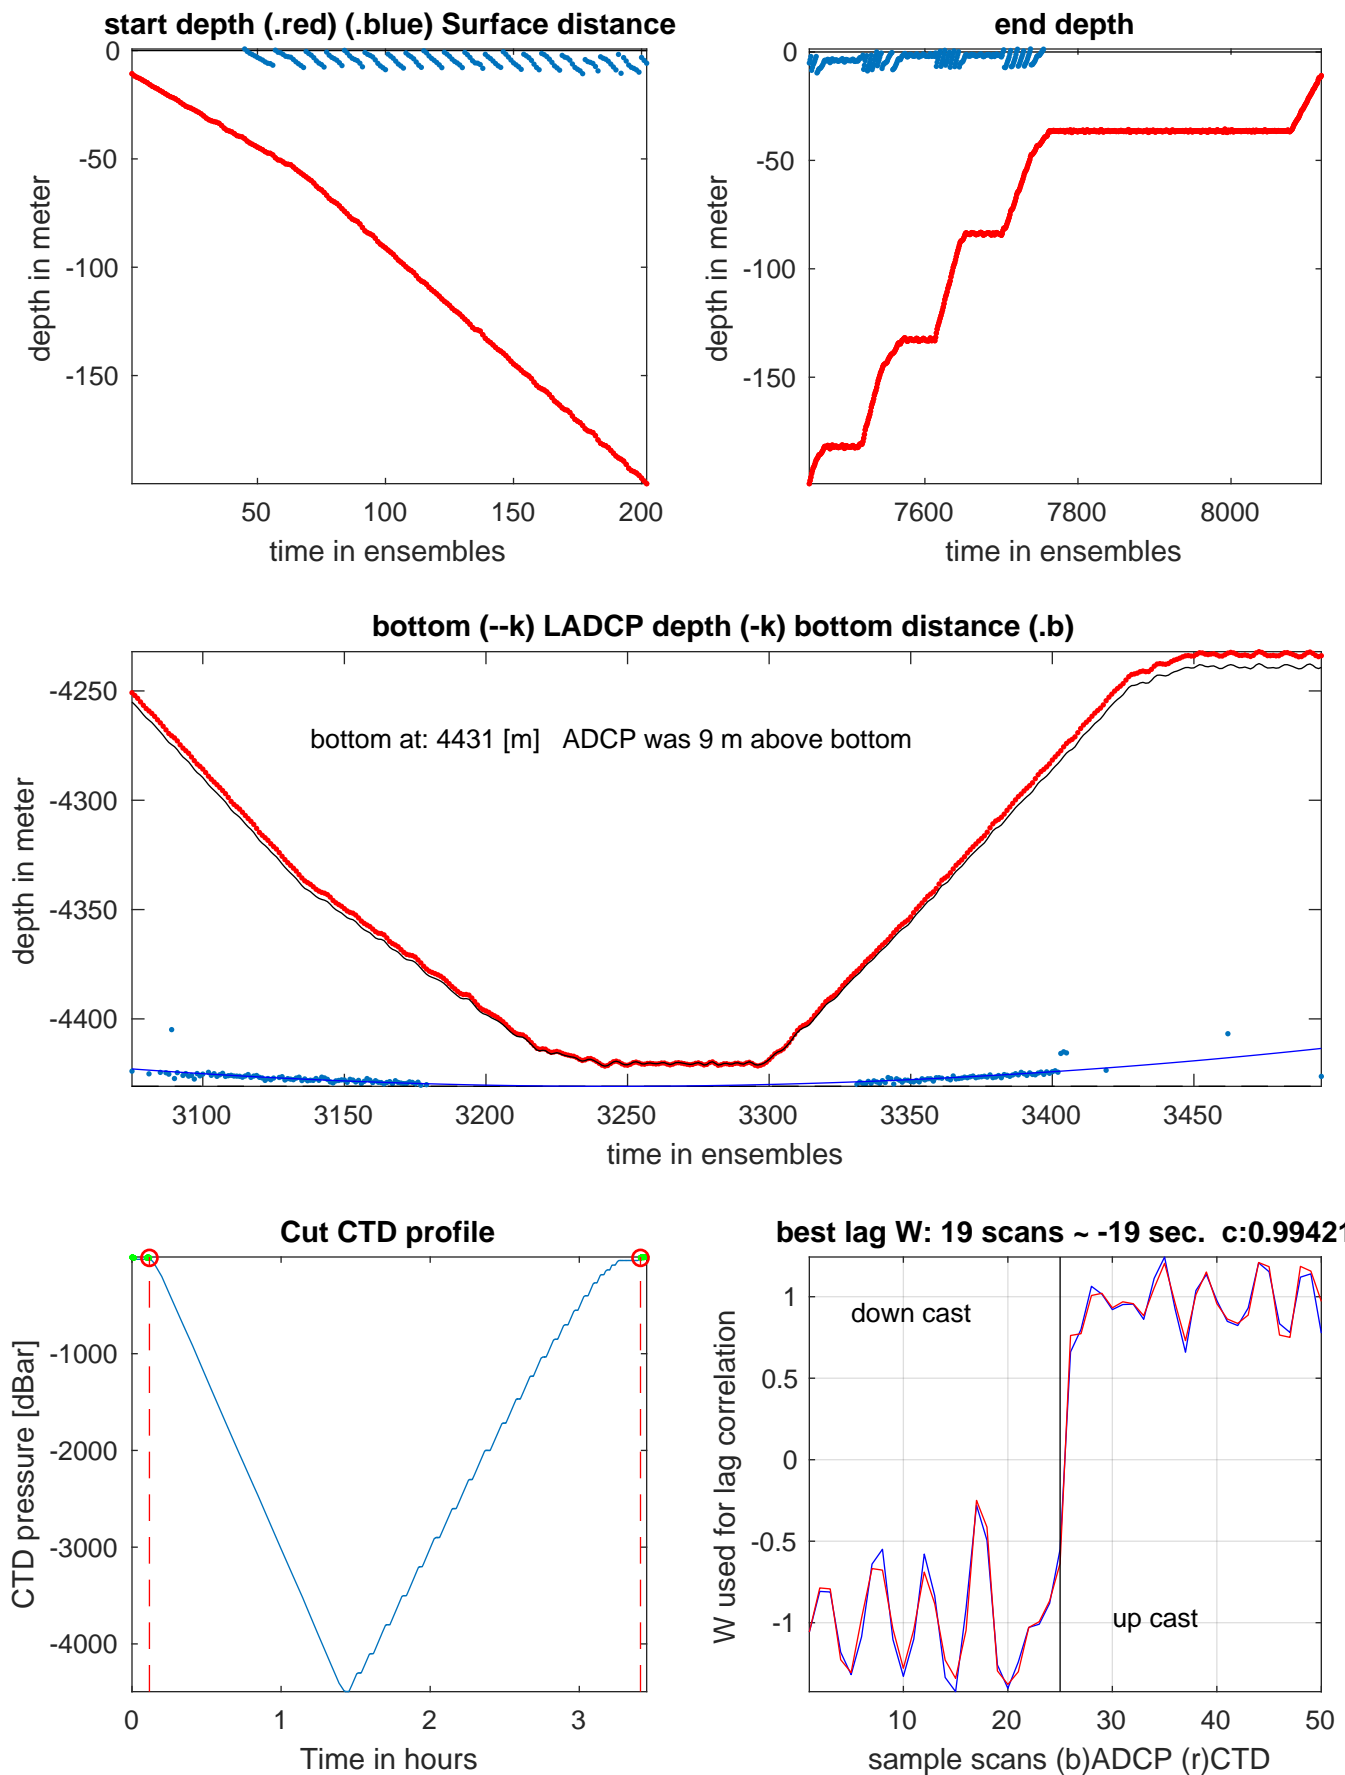 start depth (.red) (.blue) Surface distance
0
-50
-100
-150
depth in meter
50
100
150
200
time in ensembles
end depth
0
-50
-100
-150
depth in meter
7600
7800
8000
time in ensembles
bottom (--k) LADCP depth (-k) bottom distance (.b)
-4250
-4300
-4350
-4400
depth in meter
bottom at: 4431 [m]   ADCP was 9 m above bottom
3100
3150
3200
3250
3300
3350
3400
3450
time in ensembles
Cut CTD profile
-1000
-2000
-3000
-4000
CTD pressure [dBar]
0
1
2
3
Time in hours
best lag W: 19 scans ~ -19 sec.  c:0.99421
1
0.5
0
-0.5
-1
W used for lag correlation
down cast
up cast
10
20
30
40
50
sample scans (b)ADCP (r)CTD